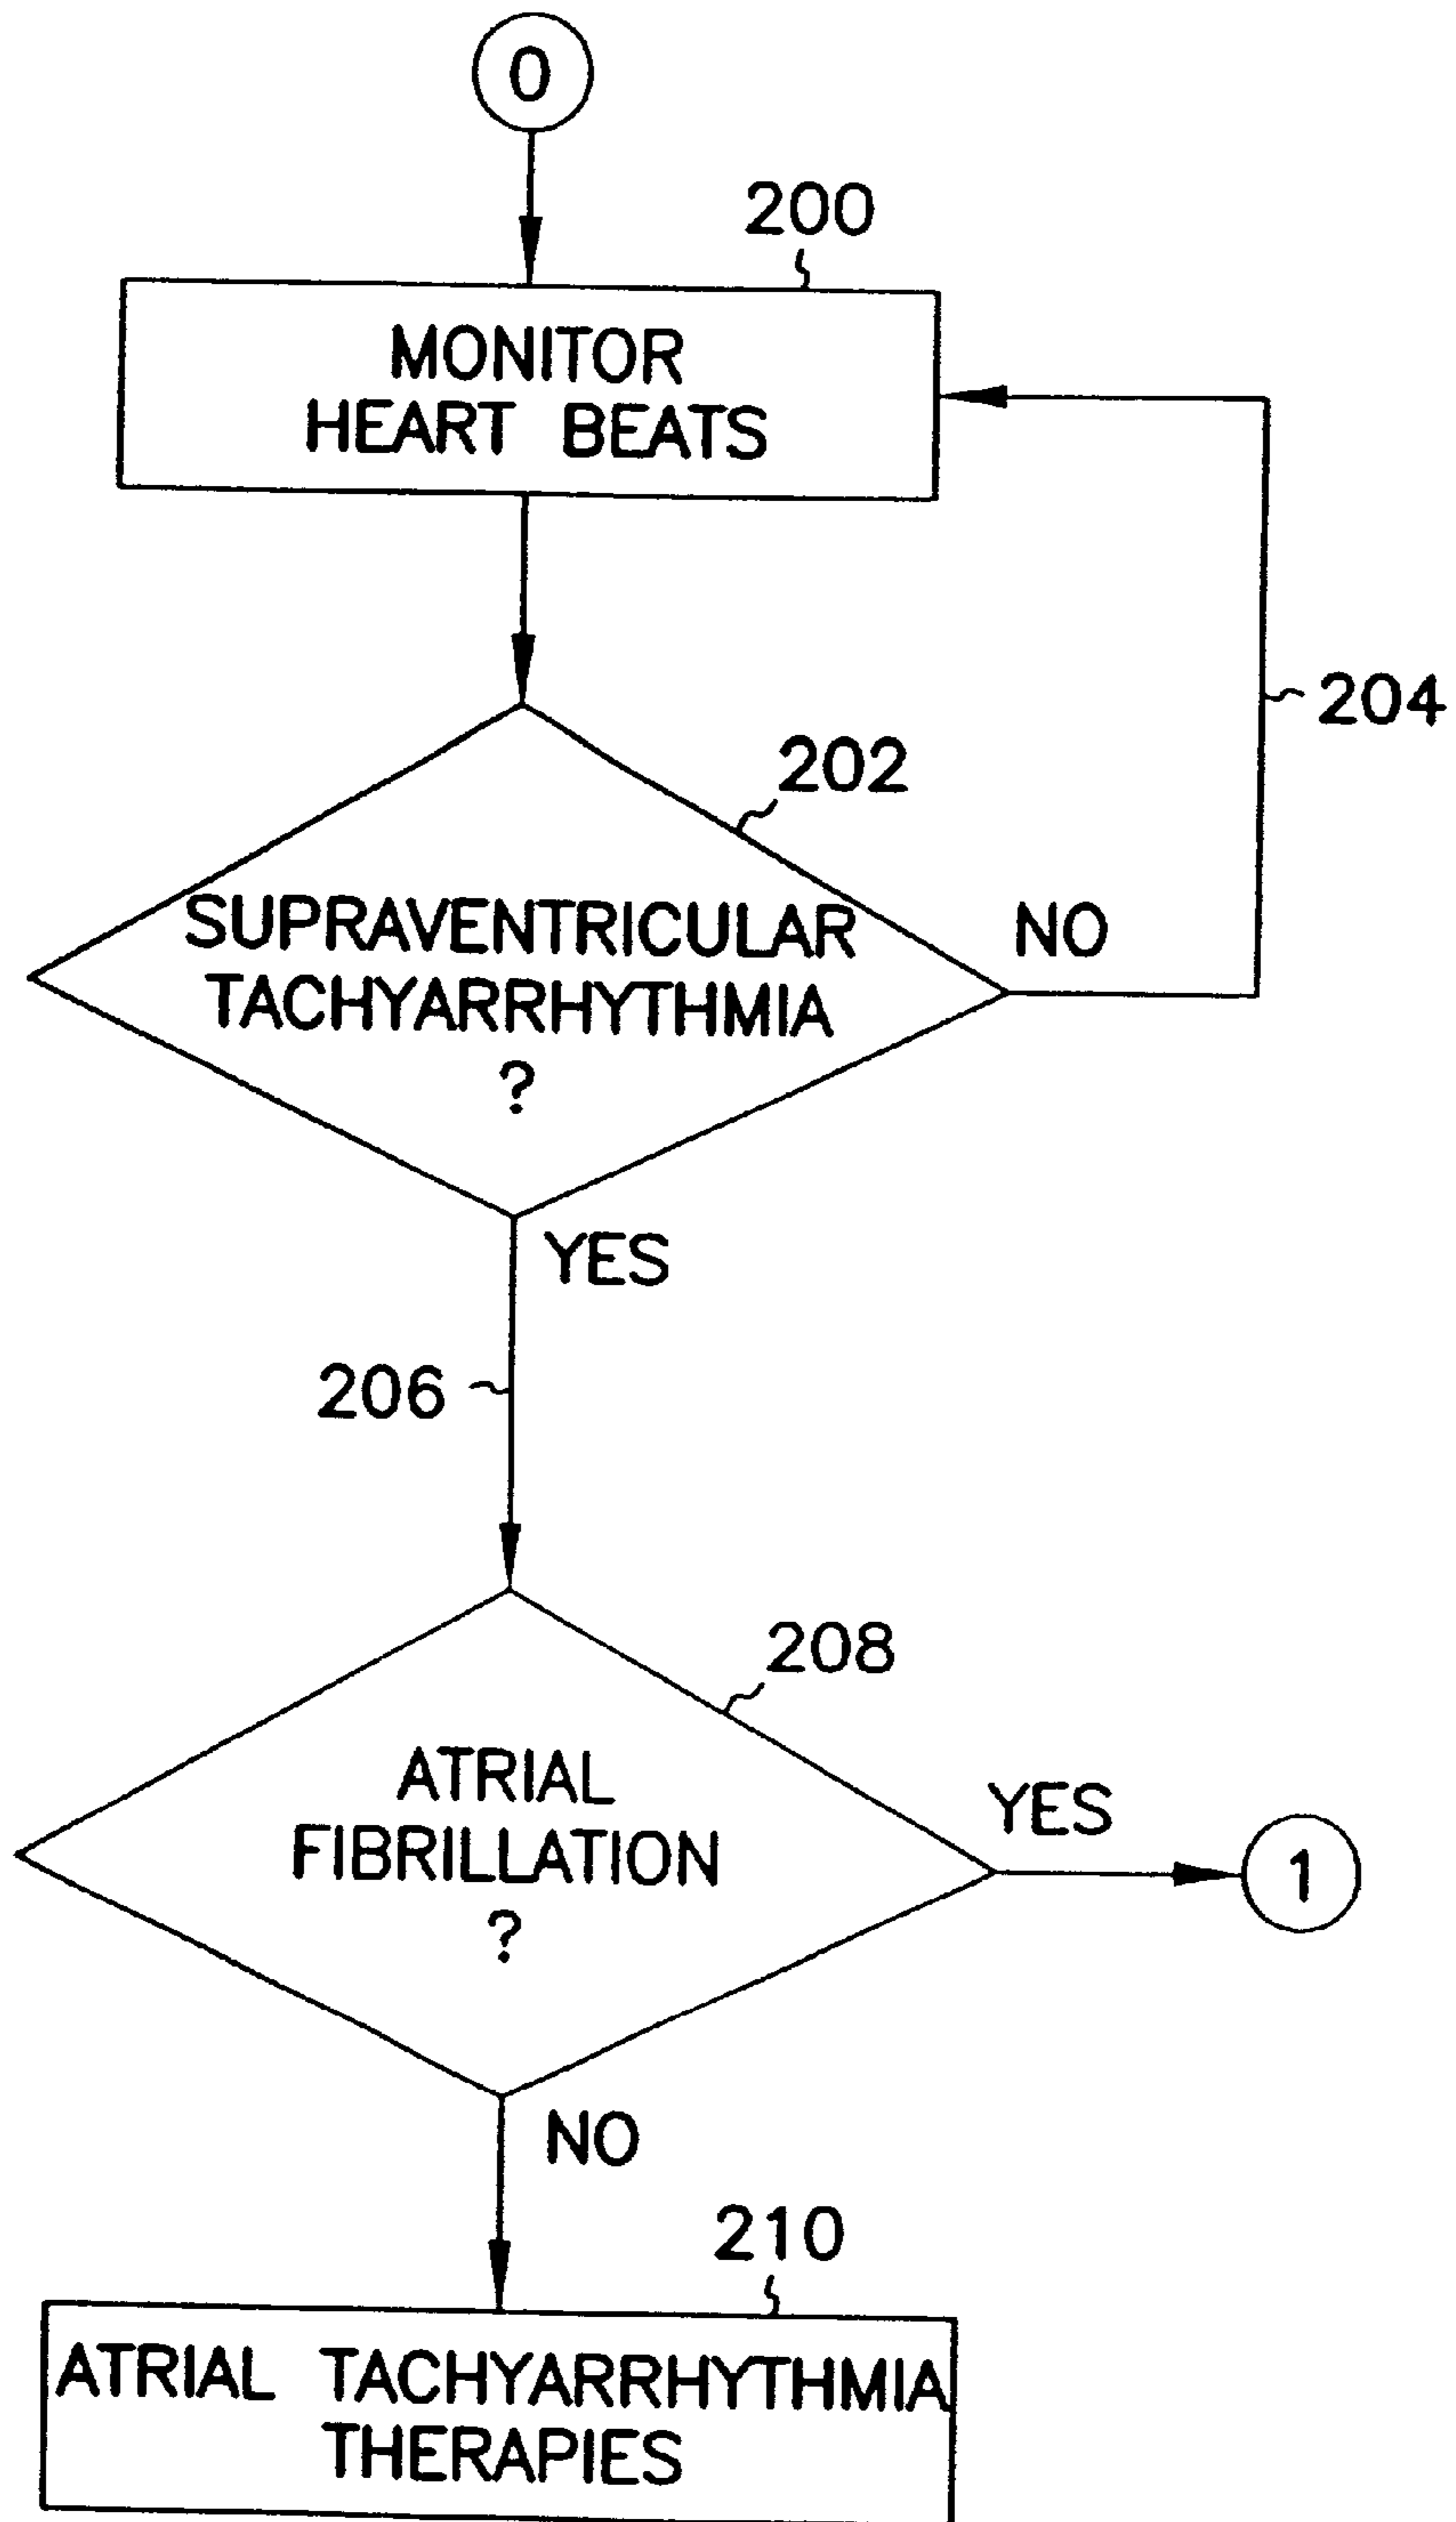 0
200
MONITOR
HEART BEATS
204
202
SUPRAVENTRICULAR
TACHYARRHYTHMIA
?
NO
YES
206
208
ATRIAL
FIBRILLATION
?
YES
1
NO
210
ATRIAL TACHYARRHYTHMIA
THERAPIES